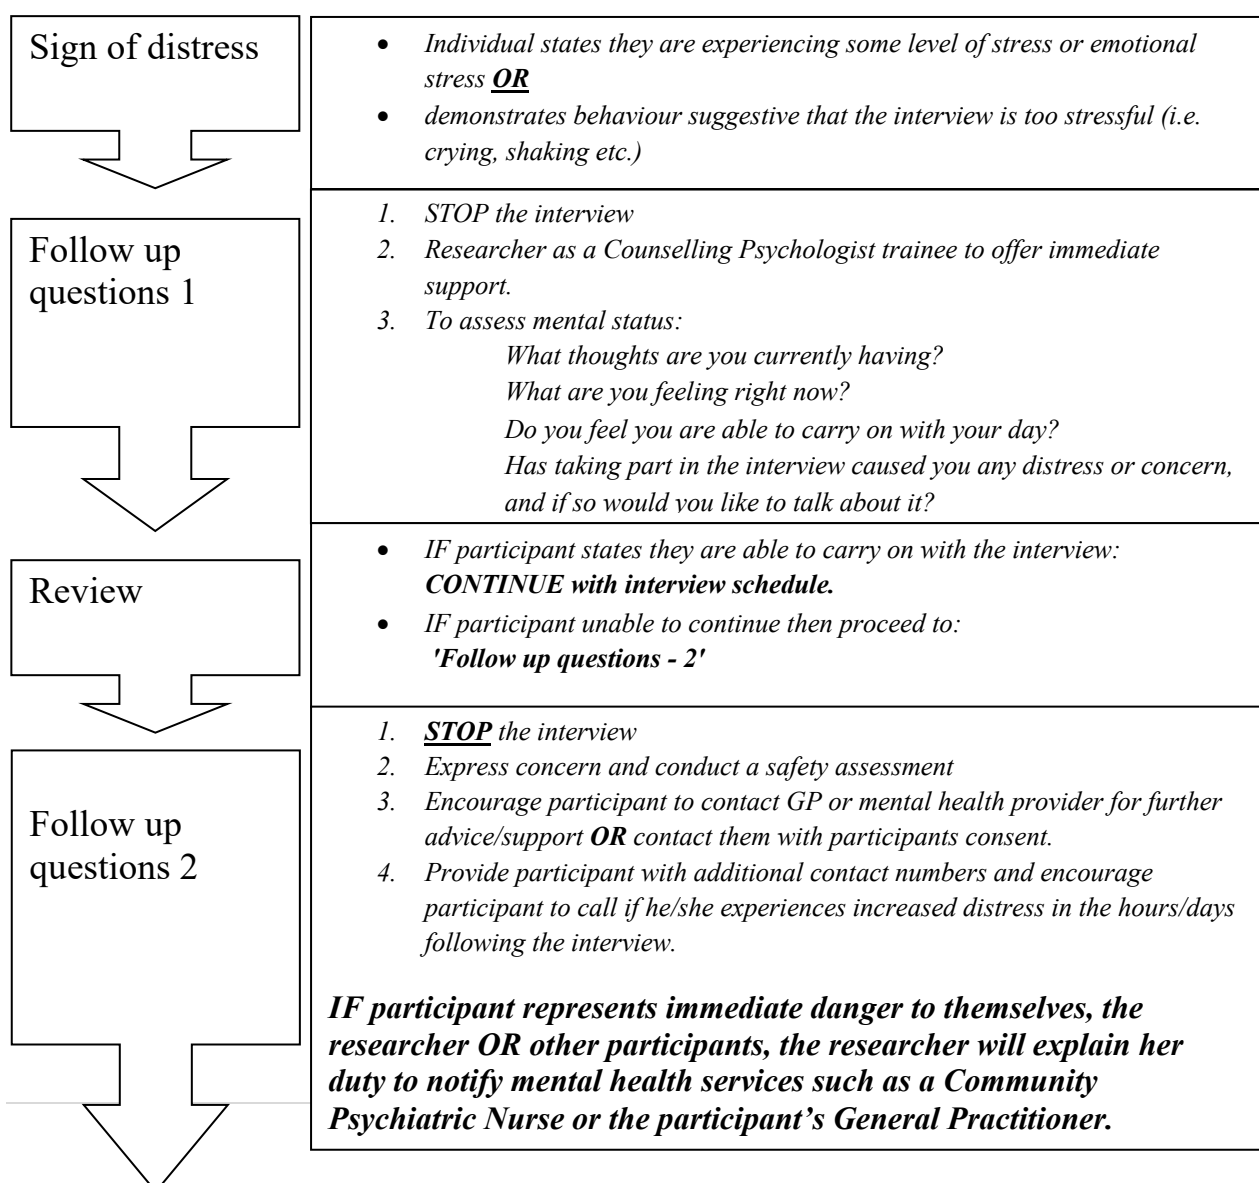 Sign of distress
• Individual states they are experiencing some level of stress or emotional
stress OR
• demonstrates behaviour suggestive that the interview is too stressful (i.e.
crying, shaking etc.)
Follow up
questions 1
1. STOP the interview
2. Researcher as a Counselling Psychologist trainee to offer immediate
support.
3. To assess mental status:
What thoughts are you currently having?
What are you feeling right now?
Do you feel you are able to carry on with your day?
Has taking part in the interview caused you any distress or concern,
and if so would you like to talk about it?
Review
• IF participant states they are able to carry on with the interview:
CONTINUE with interview schedule.
• IF participant unable to continue then proceed to:
'Follow up questions - 2'
Follow up
questions 2
1. STOP the interview
2. Express concern and conduct a safety assessment
3. Encourage participant to contact GP or mental health provider for further
advice/support OR contact them with participants consent.
4. Provide participant with additional contact numbers and encourage
participant to call if he/she experiences increased distress in the hours/days
following the interview.
IF participant represents immediate danger to themselves, the
researcher OR other participants, the researcher will explain her
duty to notify mental health services such as a Community
Psychiatric Nurse or the participant's General Practitioner.